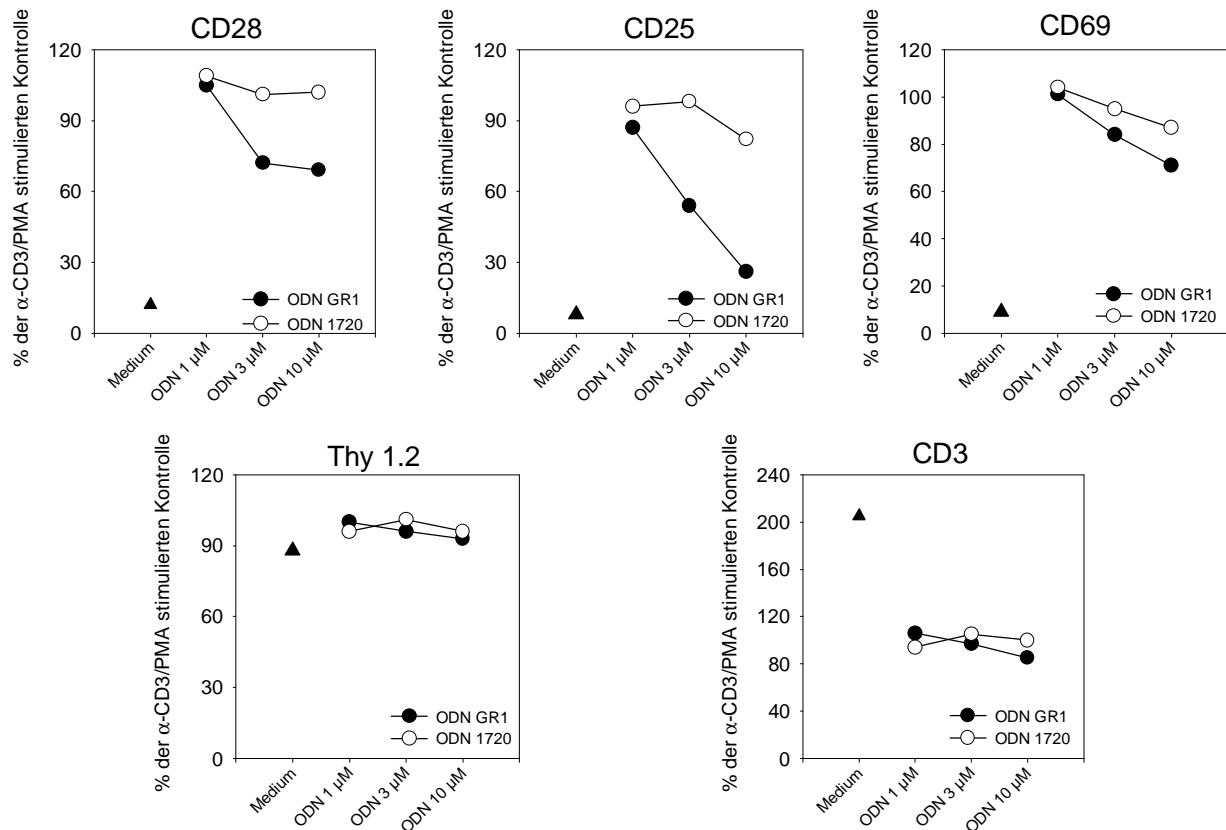 CD28
% der α-CD3/PMA stimulierten Kontrolle
120
90
60
30
0
ODN GR1
ODN 1720
Medium
ODN 1 µM
ODN 3 µM
ODN 10 µM
CD25
% der α-CD3/PMA stimulierten Kontrolle
120
90
60
30
0
ODN GR1
ODN 1720
Medium
ODN 1 µM
ODN 3 µM
ODN 10 µM
CD69
% der α-CD3/PMA stimulierten Kontrolle
120
100
80
60
40
20
0
ODN GR1
ODN 1720
Medium
ODN 1 µM
ODN 3 µM
ODN 10 µM
Thy 1.2
% der α-CD3/PMA stimulierten Kontrolle
120
90
60
30
0
ODN GR1
ODN 1720
Medium
ODN 1 µM
ODN 3 µM
ODN 10 µM
CD3
% der α-CD3/PMA stimulierten Kontrolle
240
200
160
120
80
40
0
ODN GR1
ODN 1720
Medium
ODN 1 µM
ODN 3 µM
ODN 10 µM